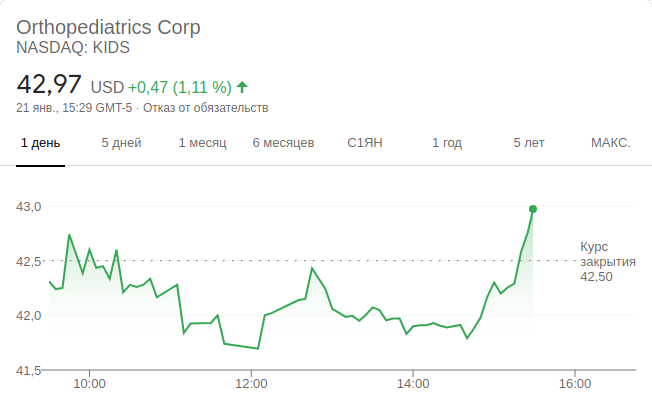 Orthopediatrics Corp
NASDAQ: KIDS
42,97 USD +0,47 (1,11 %)
21 янв., 15:29 GMT-5 · Отказ от обязательств
1 день 5 дней 1 месяц 6 месяцев С1ЯН 1 год 5 лет МАКС.
43,0
42,5
42,0
41,5
Курс
закрытия
42,50
10:00 12:00 14:00 16:00